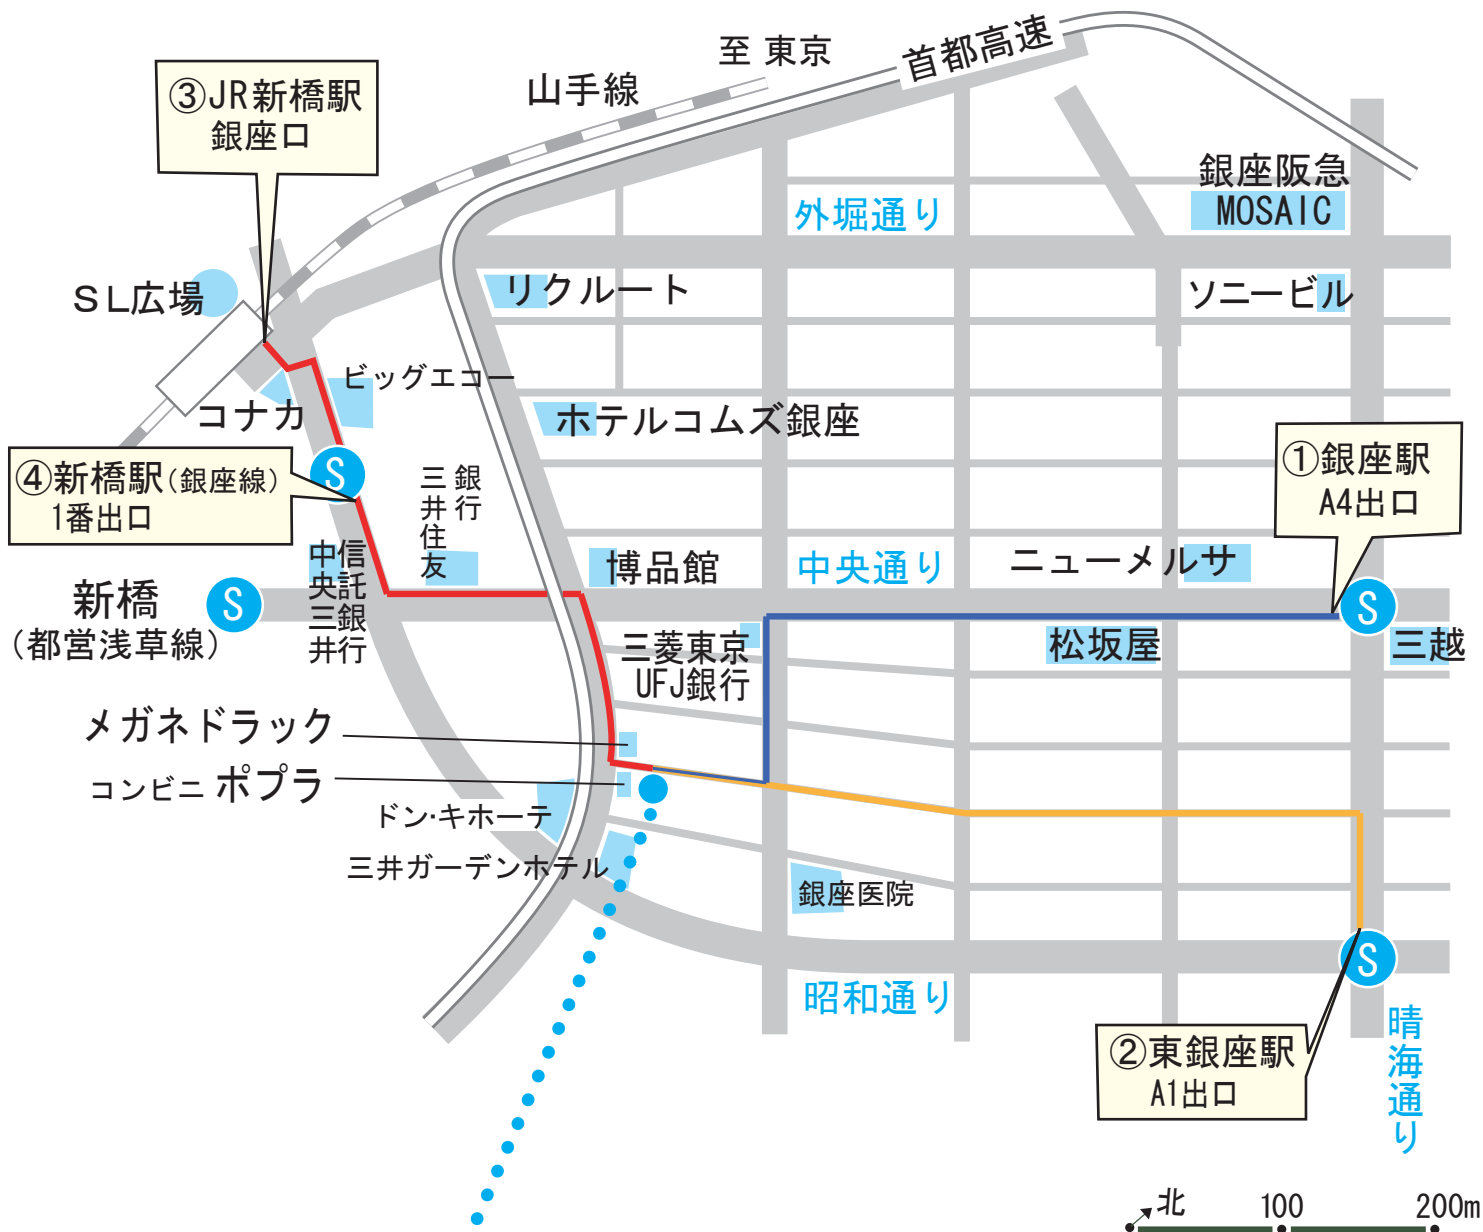 至 東京
首都高速
山手線
③JR新橋駅
銀座口
銀座阪急
MOSAIC
外堀通り
SL広場
リクルート
ソニービル
ビッグエコー
コナカ
ホテルコムズ銀座
①銀座駅
A4出口
④新橋駅(銀座線)
1番出口
S
三井住友
銀行
中央三井
信託銀行
博品館
中央通り
ニューメルサ
新橋
(都営浅草線)
S
S
三菱東京
UFJ銀行
松坂屋
三越
メガネドラック
コンビニ ポプラ
ドン・キホーテ
三井ガーデンホテル
銀座医院
昭和通り
S
晴海通り
②東銀座駅
A1出口
北
100
200m